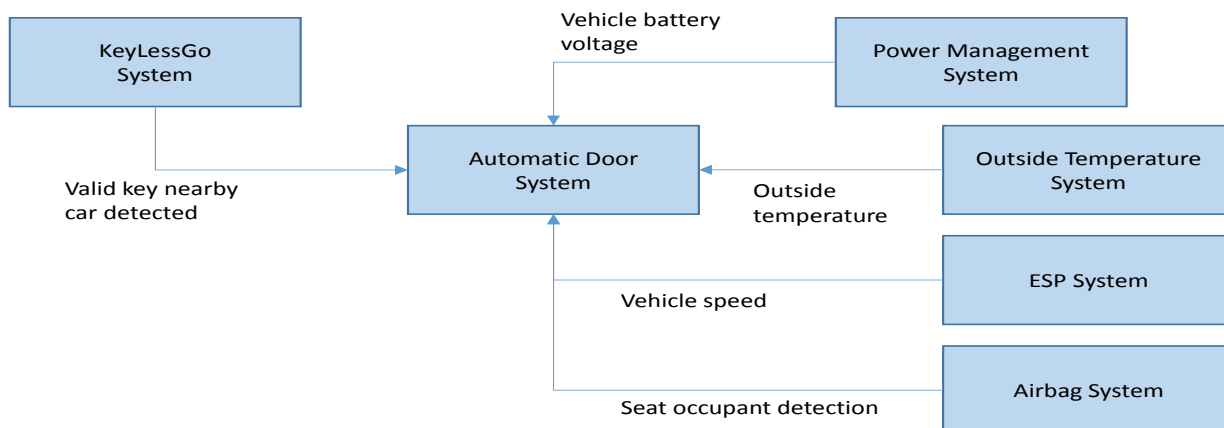 Vehicle battery
voltage
KeyLessGo
System
Power Management
System
Automatic Door
System
Outside Temperature
System
Valid key nearby
car detected
Outside
temperature
ESP System
Vehicle speed
Airbag System
Seat occupant detection